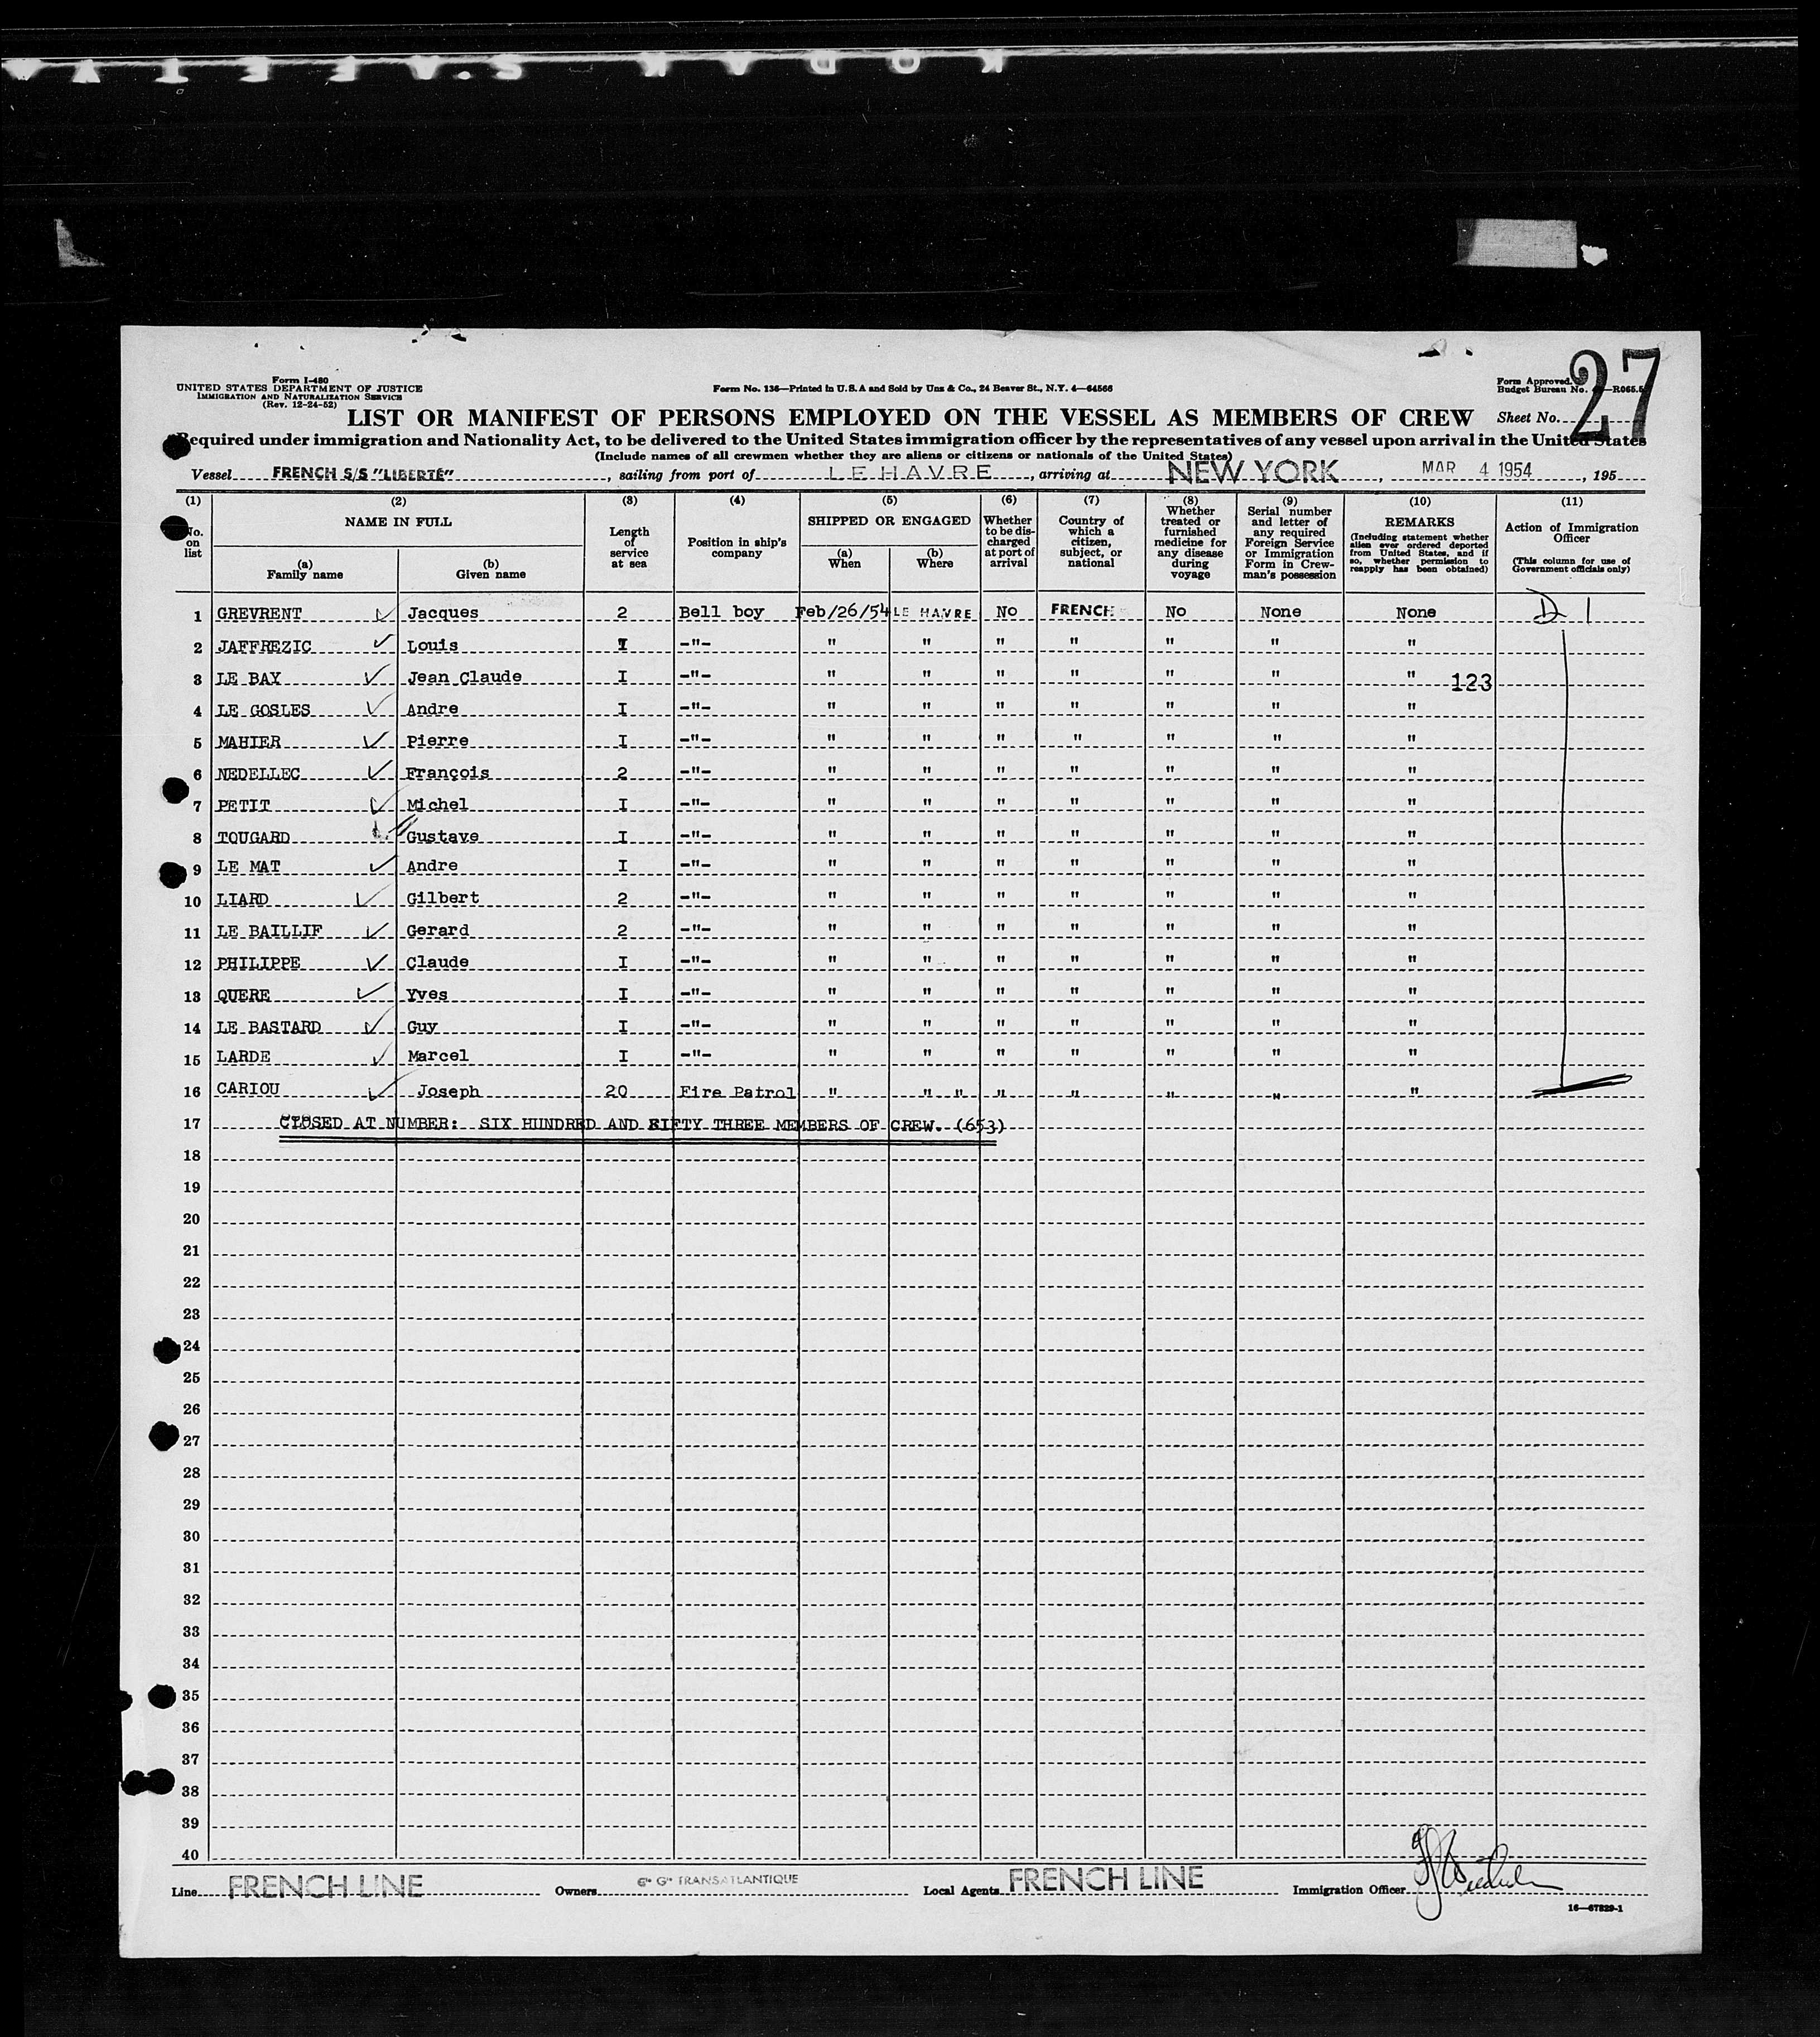 KODAK S.A.F.E.T.Y.
Form I-480
UNITED STATES DEPARTMENT OF JUSTICE
IMMIGRATION AND NATURALIZATION SERVICE
(Rev. 12-24-52)
Form No. 136—Printed in U.S.A and Sold by Unz & Co., 24 Beaver St., N.Y. 4—64566
Form Approved.
Budget Bureau No. R065.5
27
LIST OR MANIFEST OF PERSONS EMPLOYED ON THE VESSEL AS MEMBERS OF CREW Sheet No.
Required under immigration and Nationality Act, to be delivered to the United States immigration officer by the representatives of any vessel upon arrival in the United States
(Include names of all crewmen whether they are aliens or citizens or nationals of the United States)
Vessel FRENCH S/S "LIBERTÉ", sailing from port of LE HAVRE, arriving at NEW YORK, MAR 4 1954, 195
(1) (2) (3) (4) (5) (6) (7) (8) (9) (10) (11)
No. on list
NAME IN FULL
(a) Family name
(b) Given name
Length of service at sea
Position in ship's company
SHIPPED OR ENGAGED
(a) When
(b) Where
Whether to be discharged at port of arrival
Country of which a citizen, subject, or national
Whether treated or furnished medicine for any disease during voyage
Serial number and letter of any required Foreign Service or Immigration Form in Crewman's possession
REMARKS
(Including statement whether alien ever ordered deported from United States, and if so, whether permission to reapply has been obtained)
Action of Immigration Officer
(This column for use of Government officials only)
1 GREVRENT Jacques 2 Bell boy Feb/26/54 LE HAVRE No FRENCH No None None D 1
2 JAFFREZIC Louis I -"- " " " " " " "
3 LE BAY Jean Claude I -"- " " " " " " " 123
4 LE GOSLES Andre I -"- " " " " " " "
5 MAHIER Pierre I -"- " " " " " " "
6 NEDELLEC François 2 -"- " " " " " " "
7 PETIT Michel I -"- " " " " " " "
8 TOUGARD Gustave I -"- " " " " " " "
9 LE MAT Andre I -"- " " " " " " "
10 LIARD Gilbert 2 -"- " " " " " " "
11 LE BAILLIF Gerard 2 -"- " " " " " " "
12 PHILIPPE Claude I -"- " " " " " " "
13 QUERE Yves I -"- " " " " " " "
14 LE BASTARD Guy I -"- " " " " " " "
15 LARDE Marcel I -"- " " " " " " "
16 CARIOU Joseph 20 Fire Patrol " " " " " " " "
17 CLOSED AT NUMBER: SIX HUNDRED AND FIFTY THREE MEMBERS OF CREW. (653)
18
19
20
21
22
23
24
25
26
27
28
29
30
31
32
33
34
35
36
37
38
39
40
Line FRENCH LINE Owners Cie Gle TRANSATLANTIQUE Local Agents FRENCH LINE Immigration Officer
16—67829-1